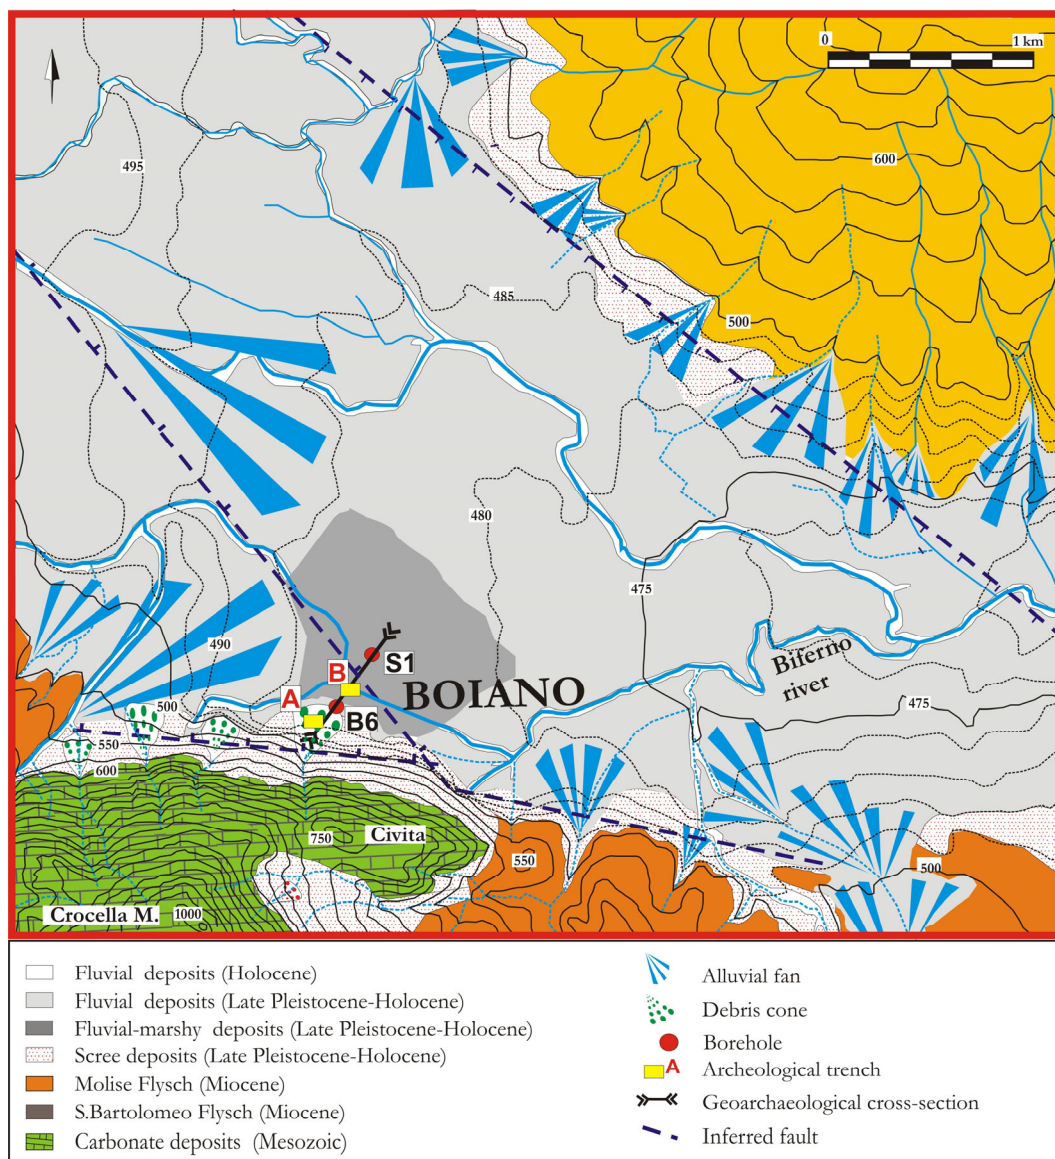 0 1 km
495
600
485
500
480
475
490
Biferno
river
B S1
A BOIANO
B6
500
475
550
600
750 Civita
550
500
Crocella M. 1000
Fluvial deposits (Holocene)
Fluvial deposits (Late Pleistocene-Holocene)
Fluvial-marshy deposits (Late Pleistocene-Holocene)
Scree deposits (Late Pleistocene-Holocene)
Molise Flysch (Miocene)
S.Bartolomeo Flysch (Miocene)
Carbonate deposits (Mesozoic)
Alluvial fan
Debris cone
Borehole
A Archeological trench
Geoarchaeological cross-section
Inferred fault